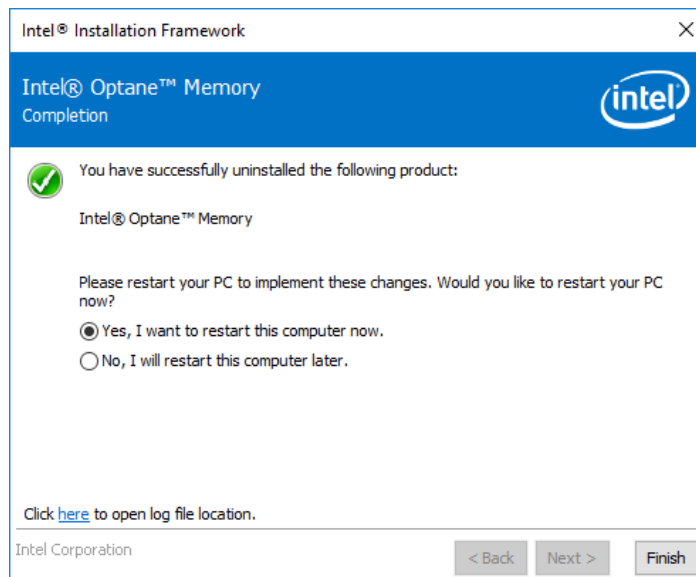 Intel® Installation Framework
Intel® Optane™ Memory
Completion
intel
You have successfully uninstalled the following product:
Intel® Optane™ Memory
Please restart your PC to implement these changes. Would you like to restart your PC
now?
Yes, I want to restart this computer now.
No, I will restart this computer later.
Click here to open log file location.
Intel Corporation
< Back
Next >
Finish